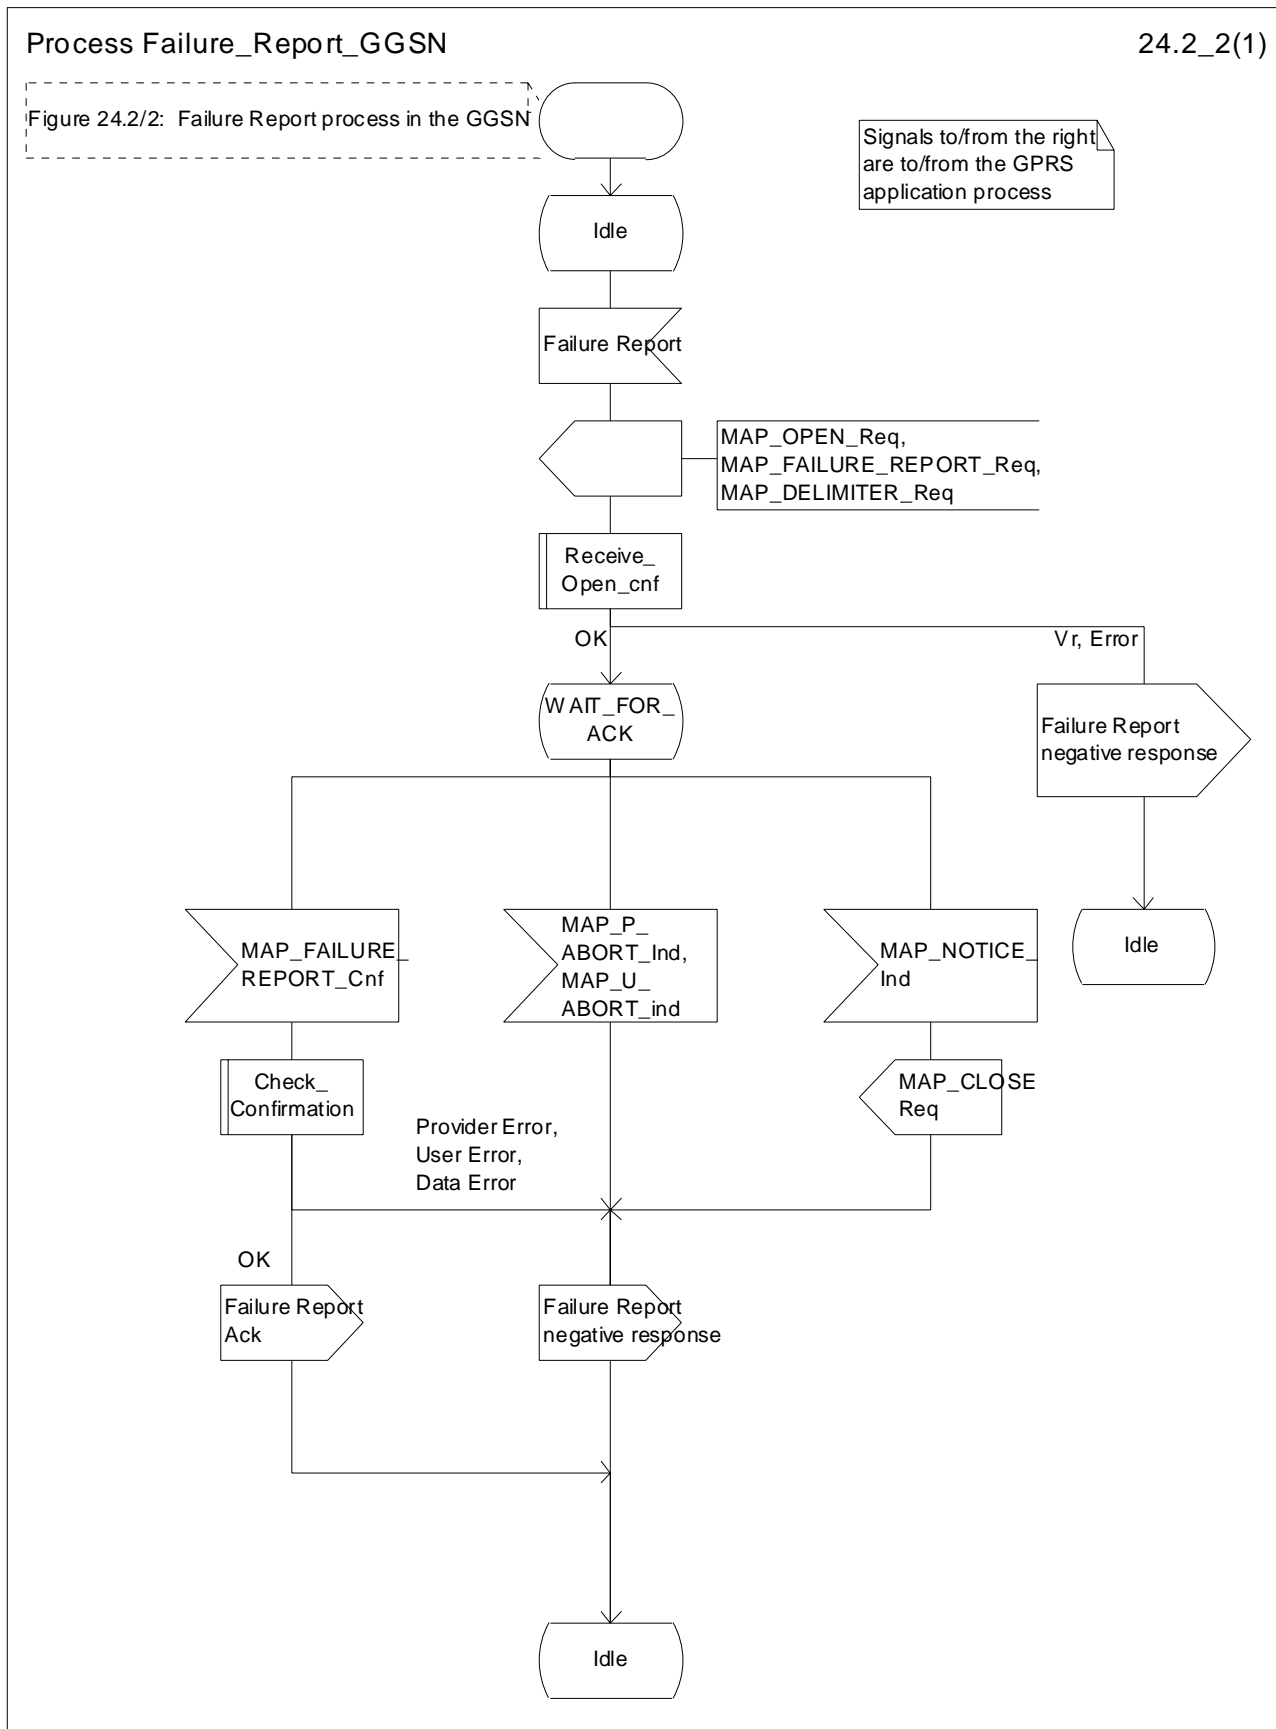 Process Failure_Report_GGSN
24.2_2(1)
Figure 24.2/2: Failure Report process in the GGSN
Signals to/from the right
are to/from the GPRS
application process
Idle
Failure Report
MAP_OPEN_Req,
MAP_FAILURE_REPORT_Req,
MAP_DELIMITER_Req
Receive_
Open_cnf
OK
Vr, Error
WAIT_FOR_
ACK
Failure Report
negative response
MAP_FAILURE_
REPORT_Cnf
MAP_P_
ABORT_Ind,
MAP_U_
ABORT_ind
MAP_NOTICE_
Ind
Idle
Check_
Confirmation
MAP_CLOSE
Req
Provider Error,
User Error,
Data Error
OK
Failure Report
Ack
Failure Report
negative response
Idle